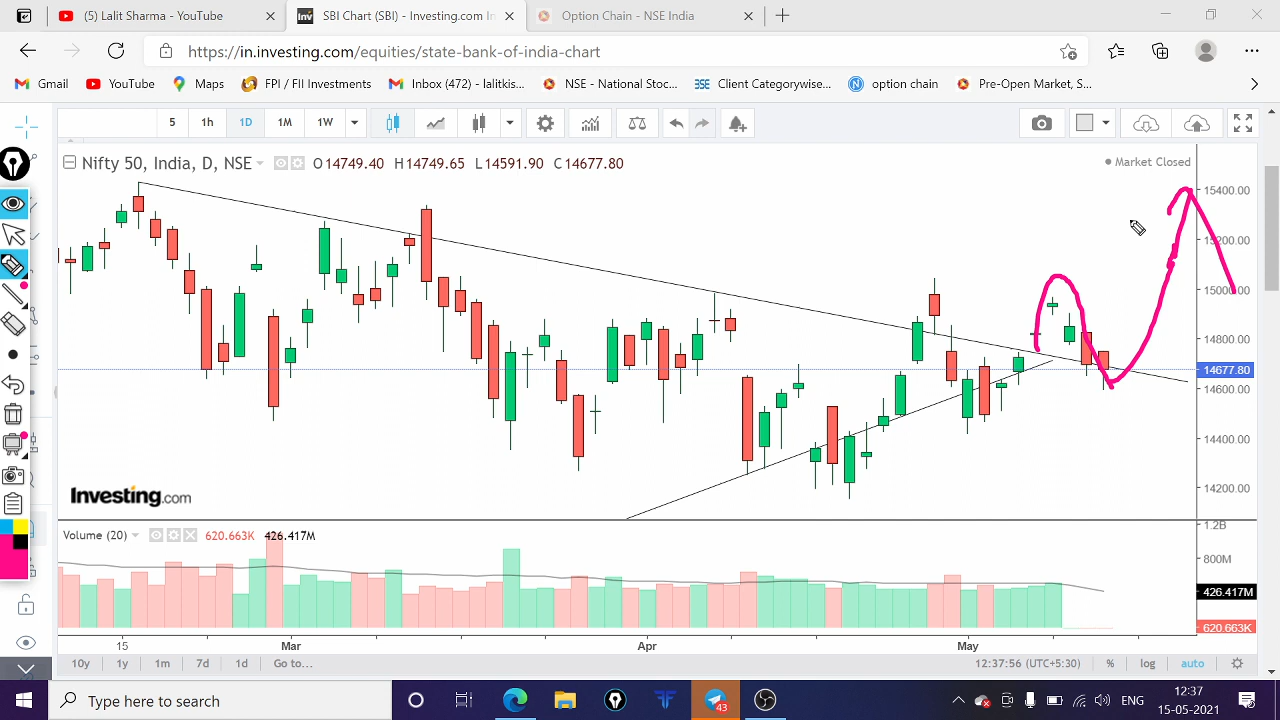 (5) Lalit Sharma - YouTube
SBI Chart (SBI) - Investing.com In
Option Chain - NSE India
https://in.investing.com/equities/state-bank-of-india-chart
Gmail
YouTube
Maps
FPI / FII Investments
Inbox (472) - lalitkis...
NSE - National Stoc...
BSE
Client Categorywise...
option chain
Pre-Open Market, S...
5
1h
1D
1M
1W
Nifty 50, India, D, NSE
O14749.40 H14749.65 L14591.90 C14677.80
Market Closed
15400.00
15200.00
15000.00
14800.00
14677.80
14600.00
14400.00
14200.00
Investing.com
Volume (20)
620.663K
426.417M
1.2B
800M
426.417M
620.663K
15
Mar
Apr
May
10y
1y
1m
7d
1d
Go to...
12:37:56 (UTC+5:30)
%
log
auto
Type here to search
43
ENG
12:37
15-05-2021